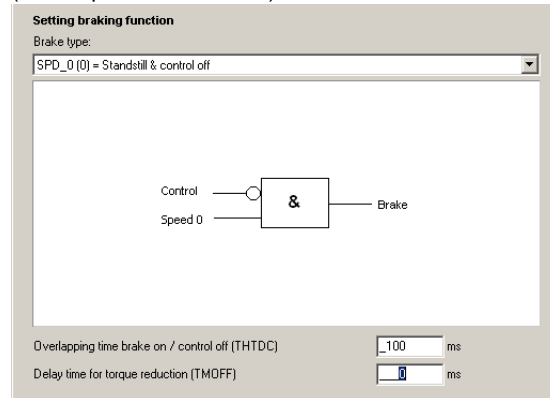 Setting braking function
Brake type:
SPD_0 (0) = Standstill & control off
Control
&
Brake
Speed 0
Overlapping time brake on / control off (THTDC) _100 ms
Delay time for torque reduction (TMOFF) ___0 ms